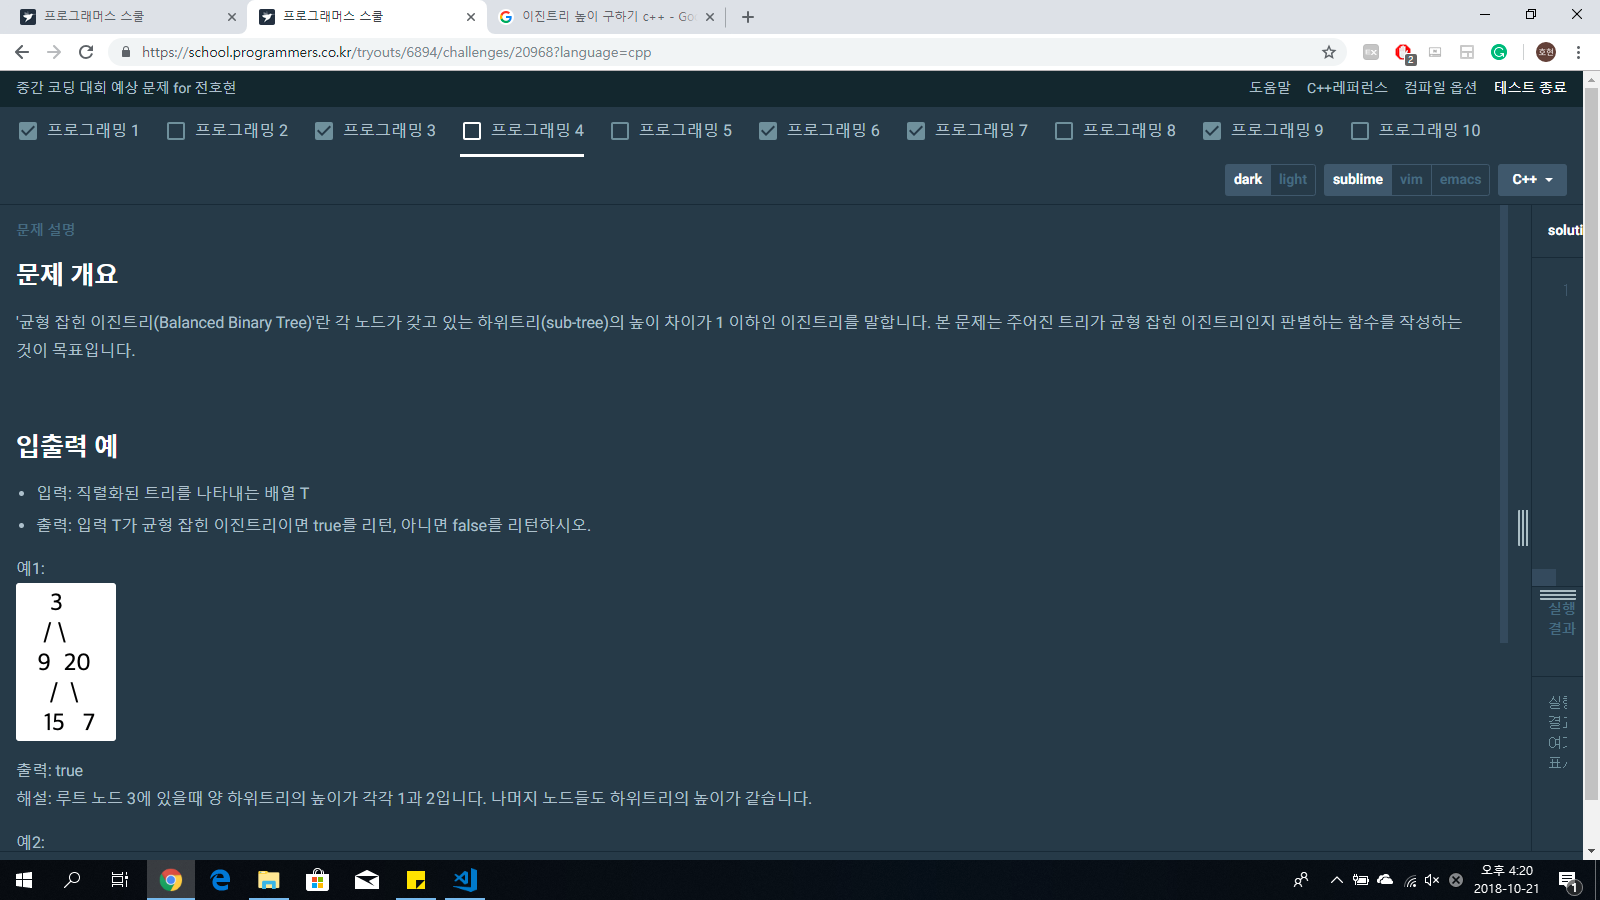 프로그래머스 스쿨
프로그래머스 스쿨
이진트리 높이 구하기 c++ - Go
https://school.programmers.co.kr/tryouts/6894/challenges/20968?language=cpp
2
호현
중간 코딩 대회 예상 문제 for 전호현
도움말 C++레퍼런스 컴파일 옵션 테스트 종료
프로그래밍 1 프로그래밍 2 프로그래밍 3 프로그래밍 4 프로그래밍 5 프로그래밍 6 프로그래밍 7 프로그래밍 8 프로그래밍 9 프로그래밍 10
dark light sublime vim emacs C++
문제 설명
soluti
문제 개요
1
'균형 잡힌 이진트리(Balanced Binary Tree)'란 각 노드가 갖고 있는 하위트리(sub-tree)의 높이 차이가 1 이하인 이진트리를 말합니다. 본 문제는 주어진 트리가 균형 잡힌 이진트리인지 판별하는 함수를 작성하는
것이 목표입니다.
입출력 예
• 입력: 직렬화된 트리를 나타내는 배열 T
• 출력: 입력 T가 균형 잡힌 이진트리이면 true를 리턴, 아니면 false를 리턴하시오.
예1:
3
/ \
9 20
/ \
15 7
실행
결과
출력: true
해설: 루트 노드 3에 있을때 양 하위트리의 높이가 각각 1과 2입니다. 나머지 노드들도 하위트리의 높이가 같습니다.
예2:
오후 4:20
2018-10-21
1